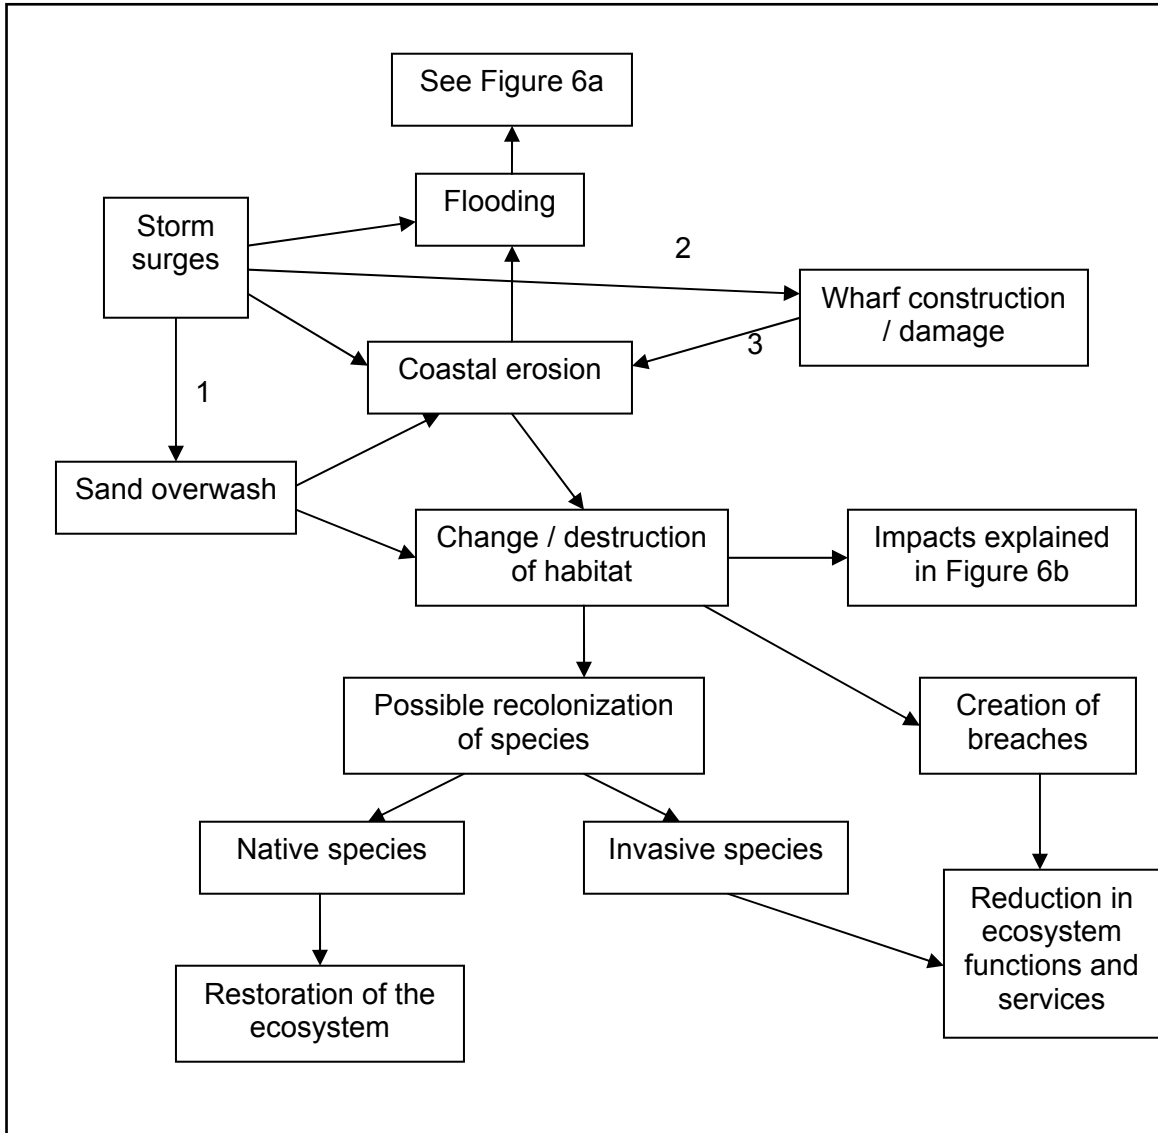 See Figure 6a
Flooding
Storm
surges
2
Wharf construction
/ damage
3
Coastal erosion
1
Sand overwash
Change / destruction
of habitat
Impacts explained
in Figure 6b
Possible recolonization
of species
Creation of
breaches
Native species
Invasive species
Reduction in
ecosystem
functions and
services
Restoration of the
ecosystem